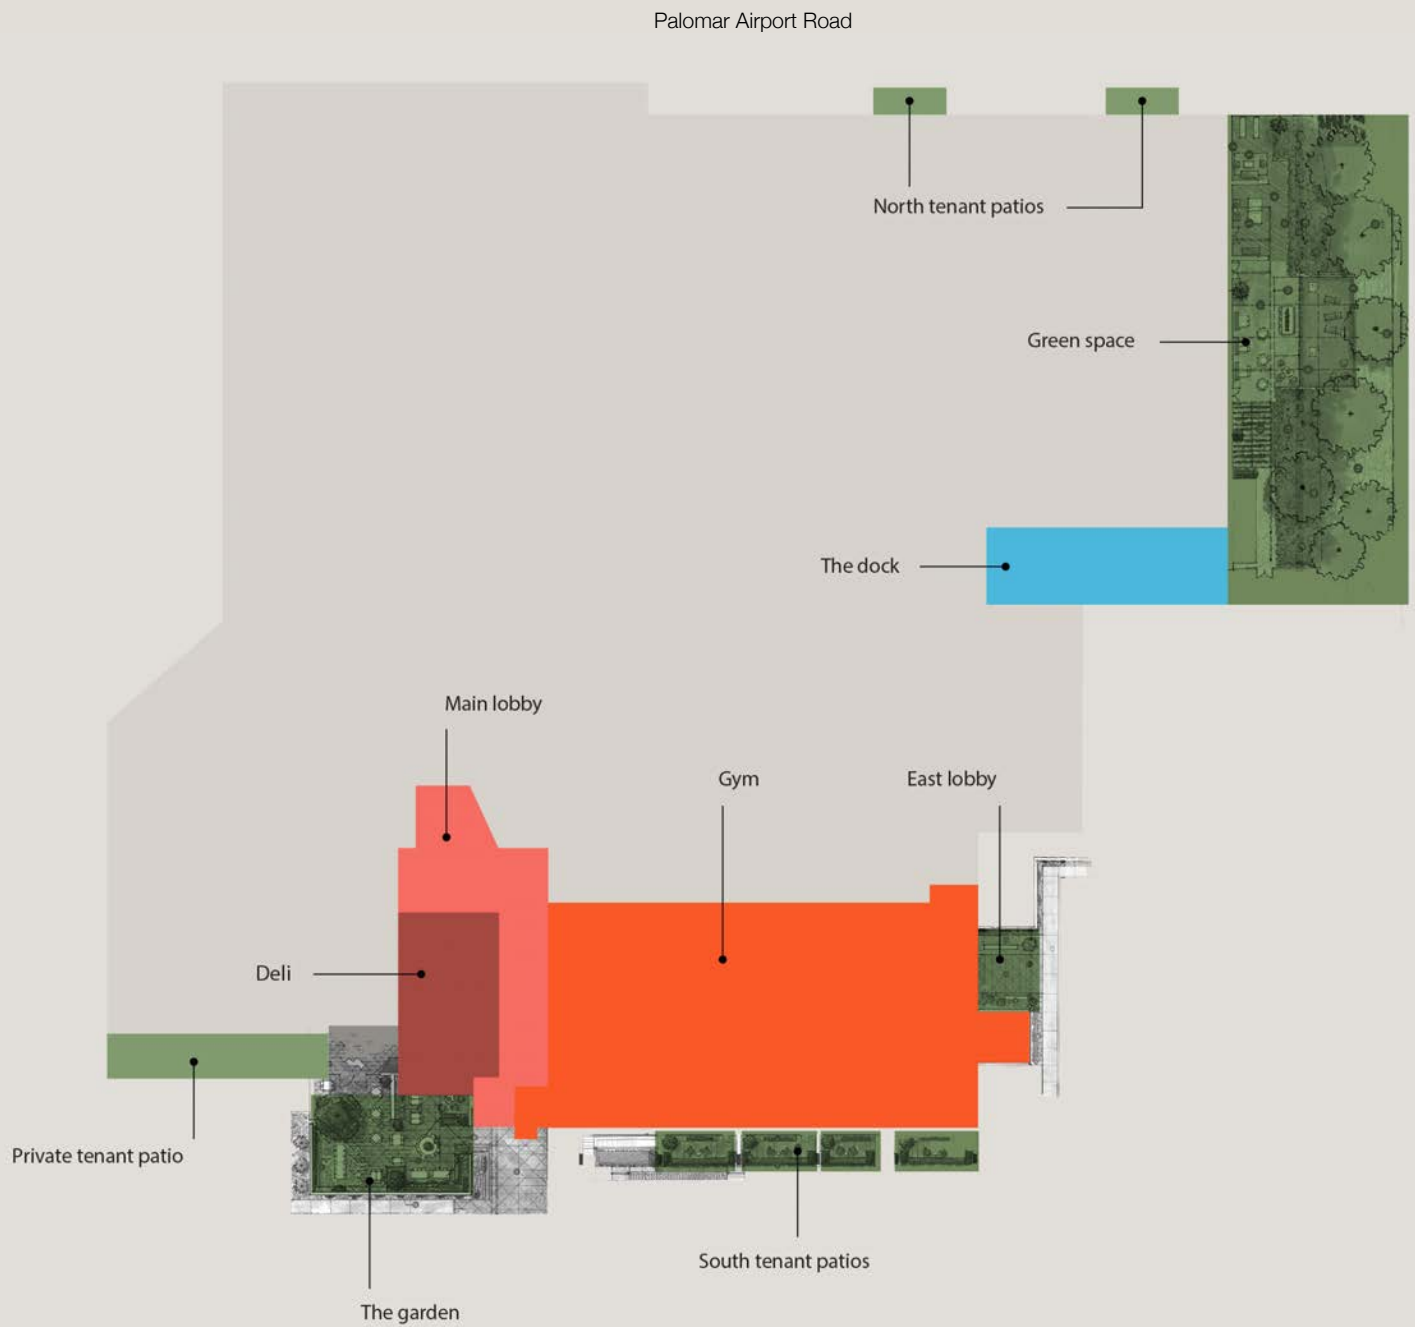 Palomar Airport Road
North tenant patios
Green space
The dock
Main lobby
Gym
East lobby
Deli
Private tenant patio
South tenant patios
The garden